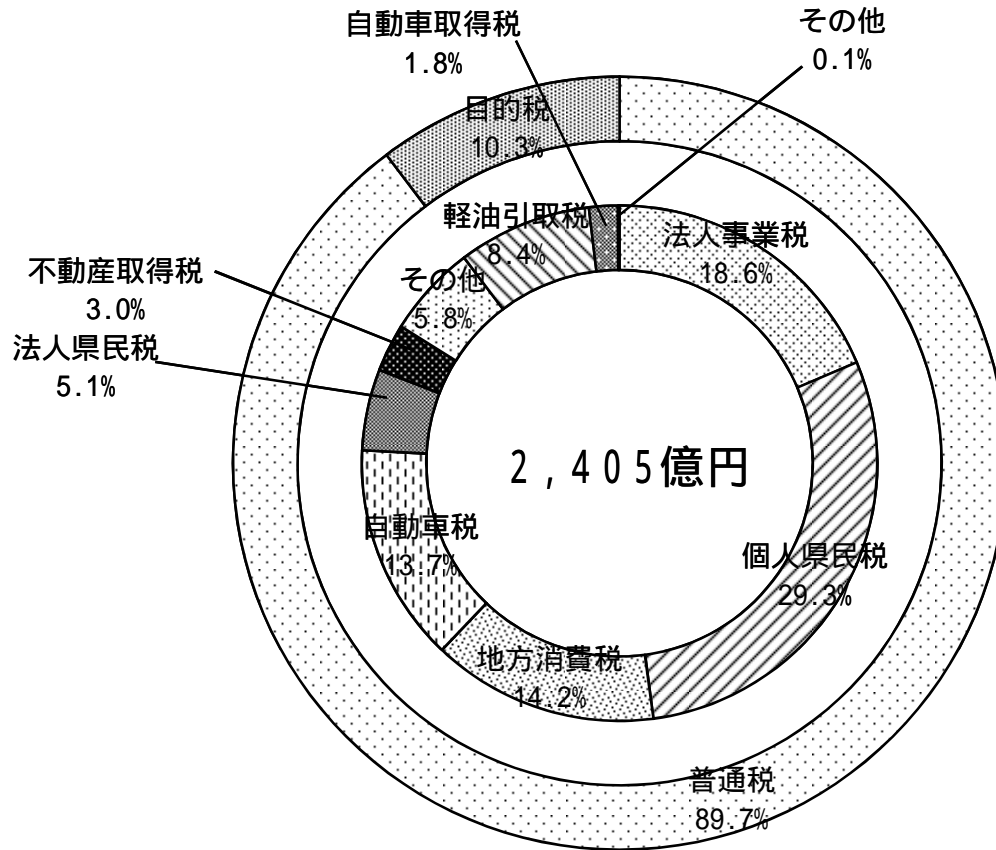 自動車取得税
1.8%
その他
0.1%
目的税
10.3%
軽油引取税
8.4%
法人事業税
18.6%
不動産取得税
3.0%
その他
5.8%
法人県民税
5.1%
2,405億円
自動車税
13.7%
個人県民税
29.3%
地方消費税
14.2%
普通税
89.7%